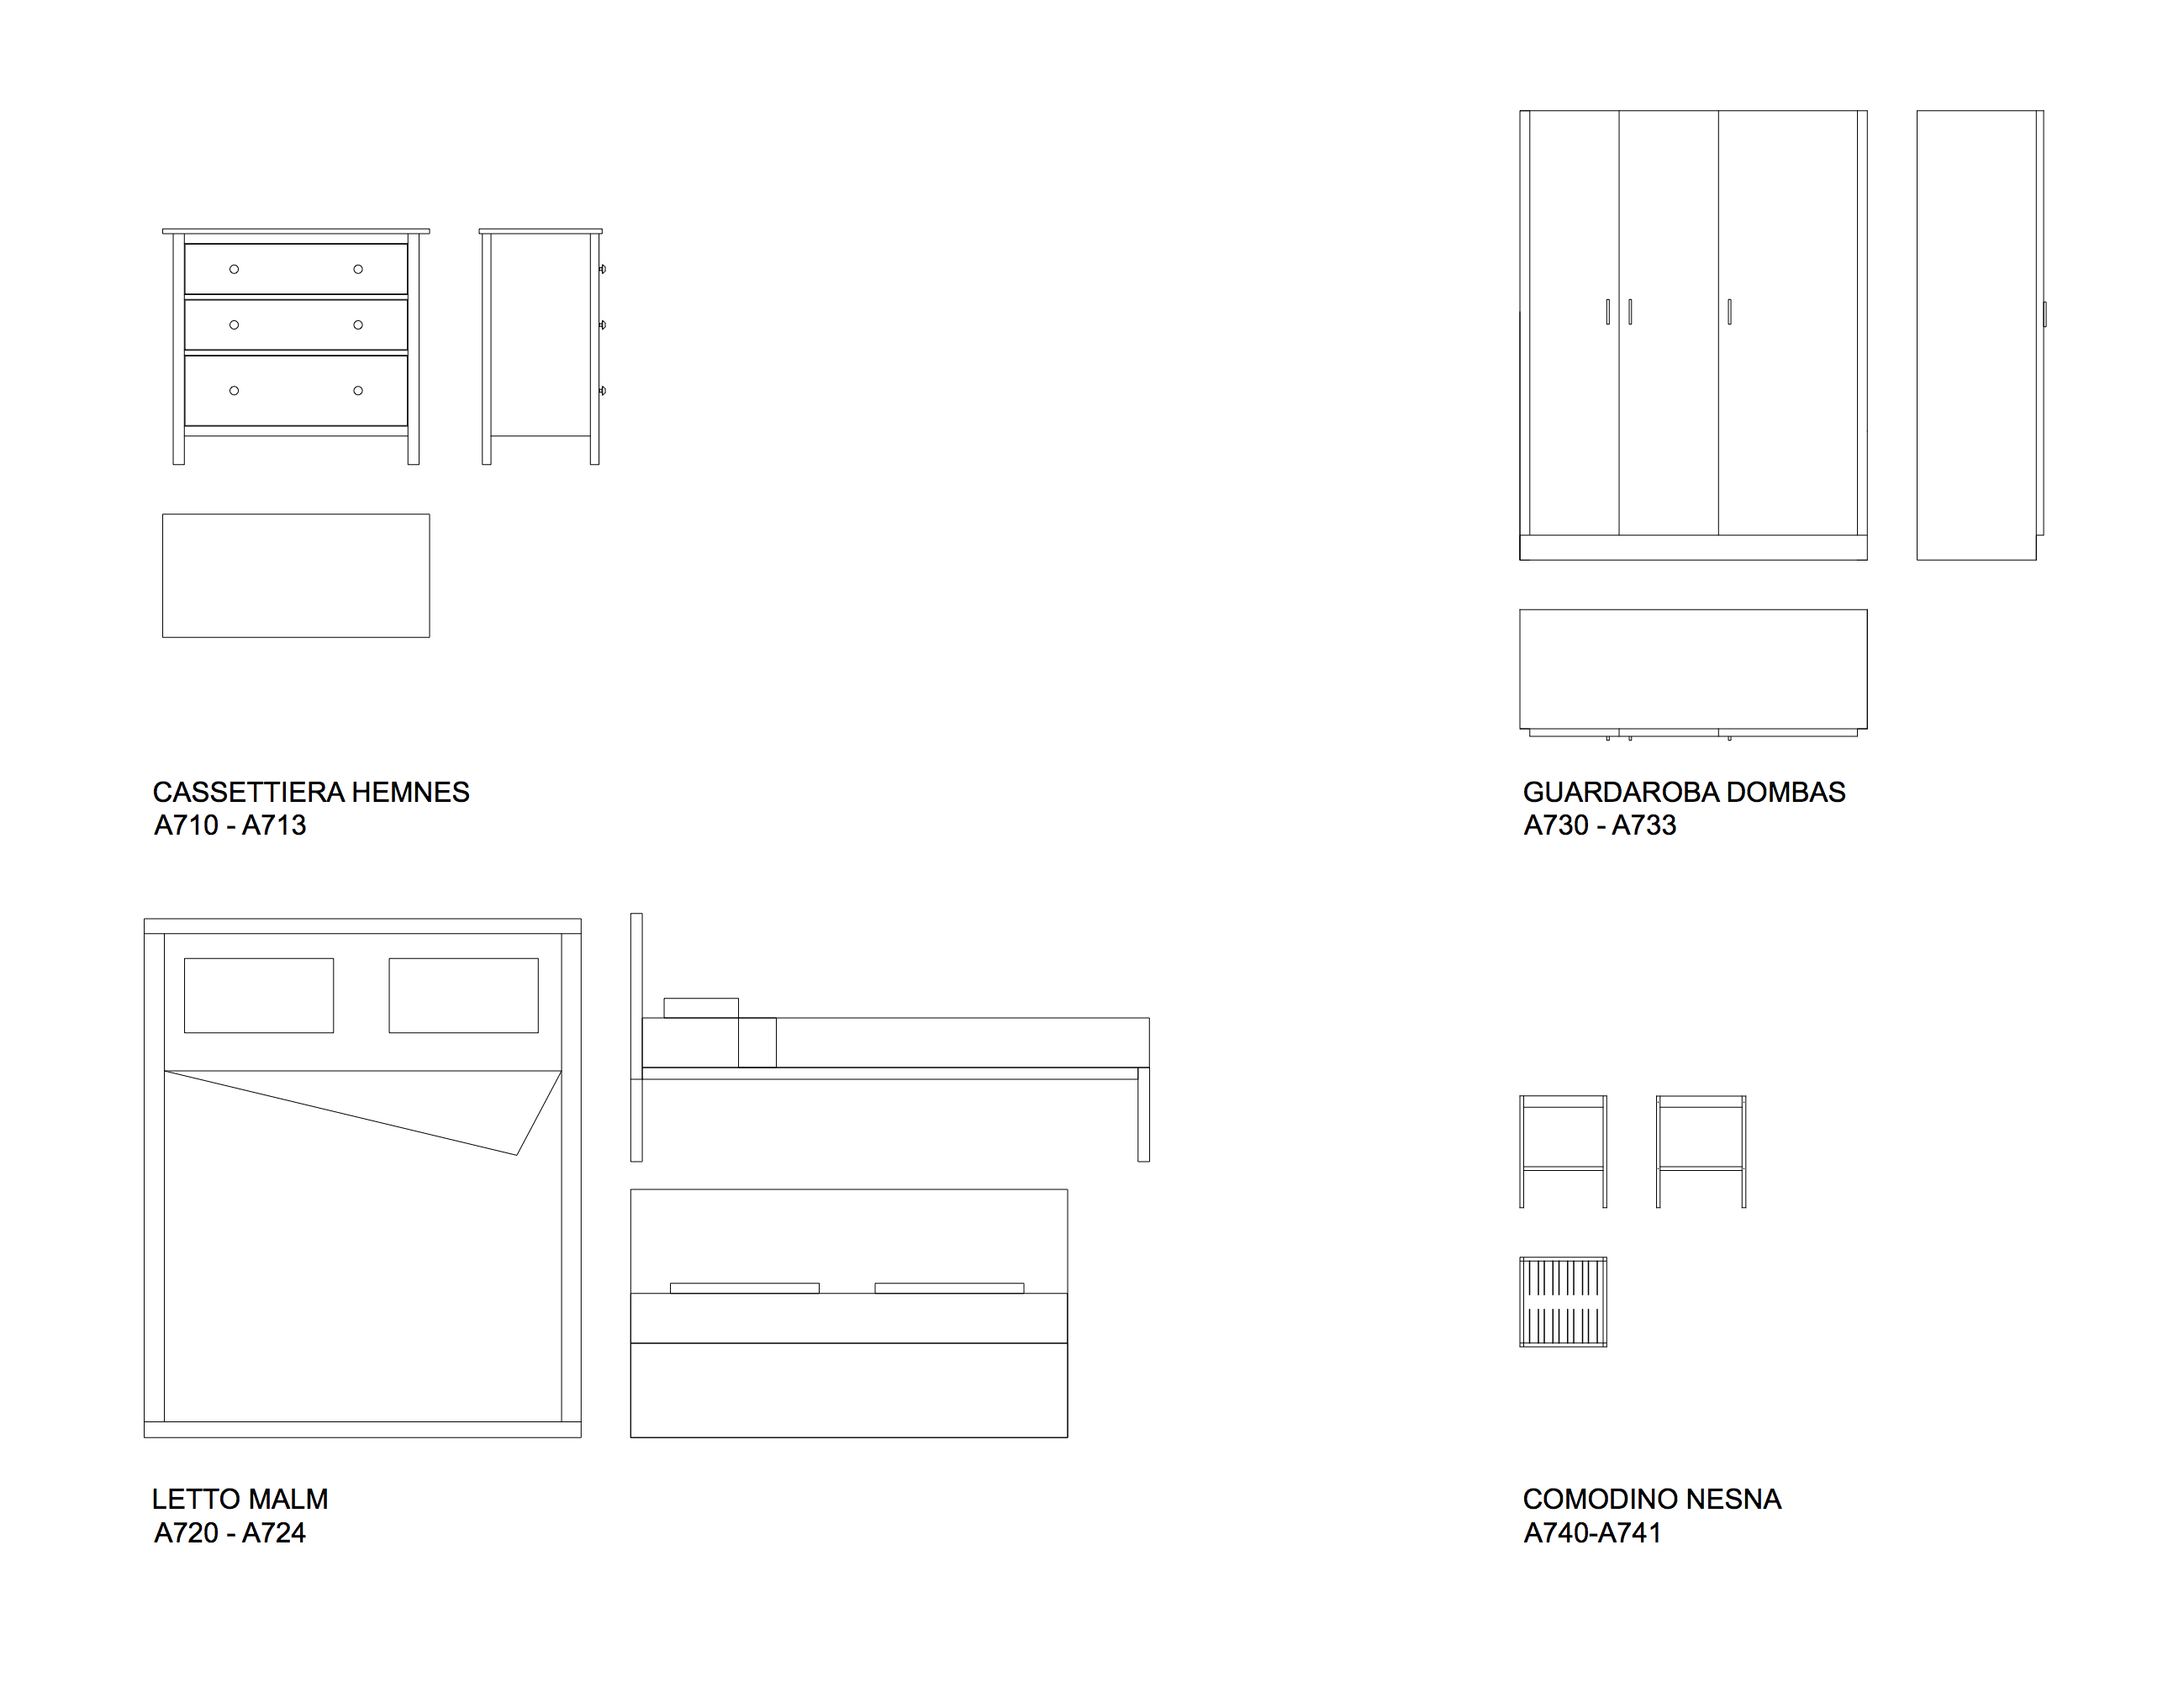 CASSETTIERA HEMNES
A710 - A713
GUARDAROBA DOMBAS
A730 - A733
LETTO MALM
A720 - A724
COMODINO NESNA
A740-A741